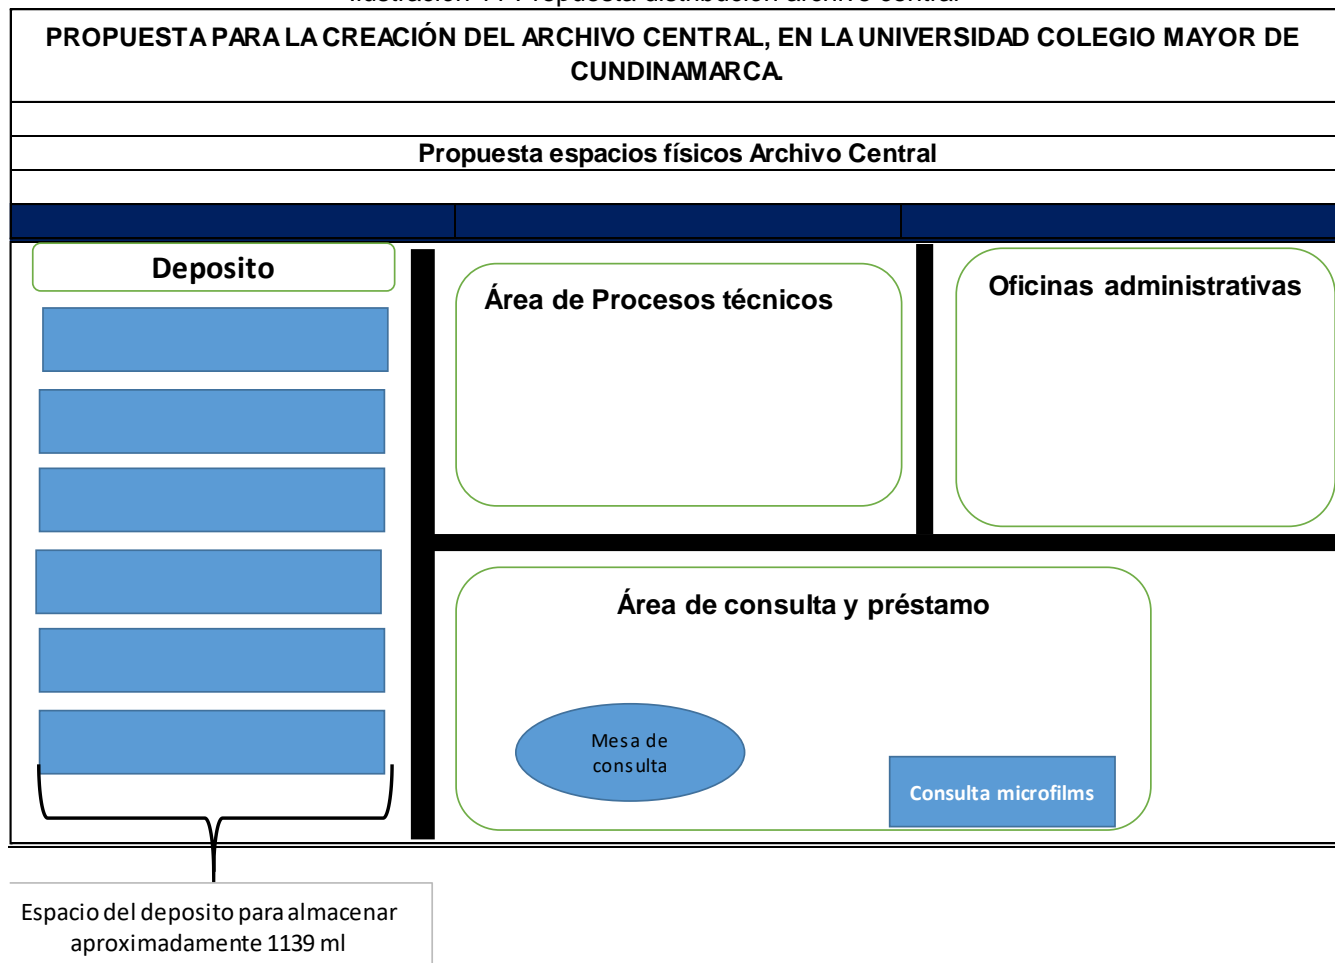 PROPUESTA PARA LA CREACIÓN DEL ARCHIVO CENTRAL, EN LA UNIVERSIDAD COLEGIO MAYOR DE
CUNDINAMARCA.
Propuesta espacios físicos Archivo Central
Deposito
Área de Procesos técnicos
Oficinas administrativas
Área de consulta y préstamo
Mesa de
consulta
Consulta microfilms
Espacio del deposito para almacenar
aproximadamente 1139 ml